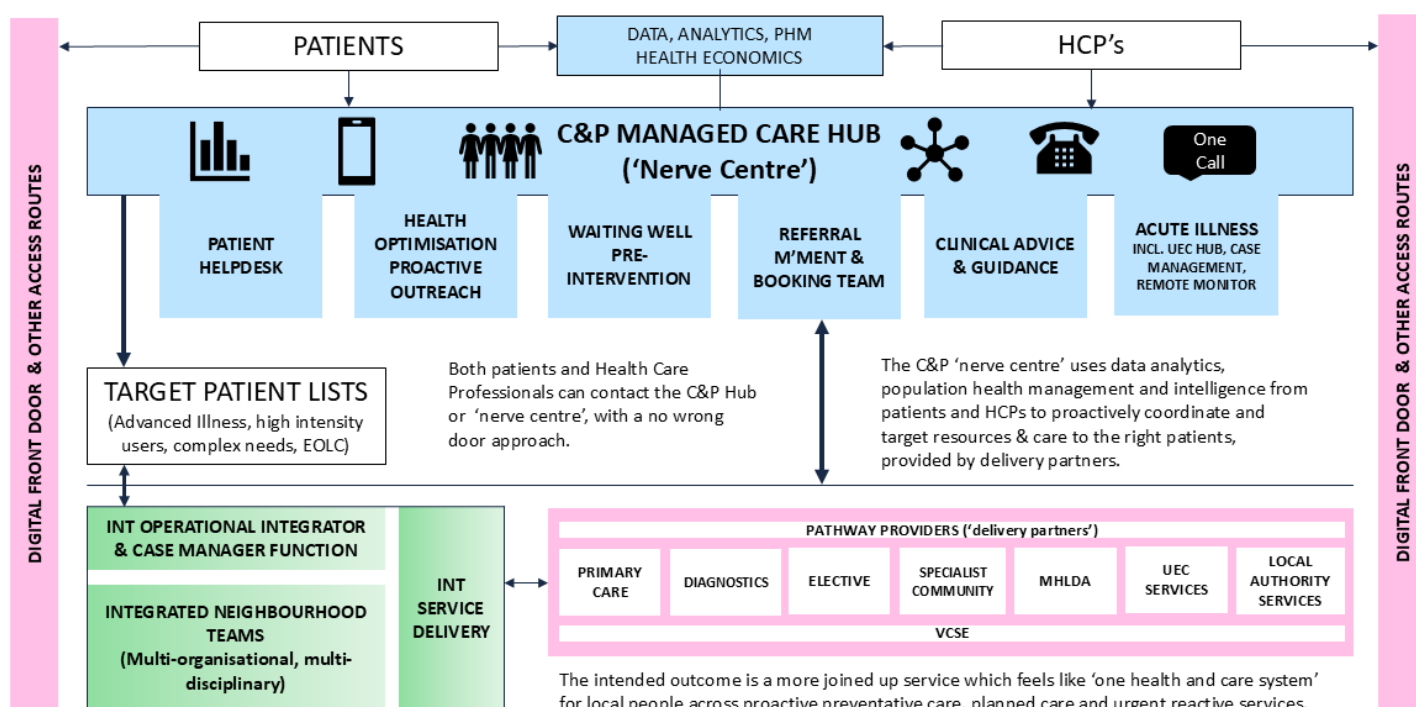 DIGITAL FRONT DOOR & OTHER ACCESS ROUTES
PATIENTS
DATA, ANALYTICS, PHM
HEALTH ECONOMICS
HCP's
C&P MANAGED CARE HUB
('Nerve Centre')
One
Call
PATIENT
HELPDESK
HEALTH
OPTIMISATION
PROACTIVE
OUTREACH
WAITING WELL
PRE-
INTERVENTION
REFERRAL
M'MENT &
BOOKING TEAM
CLINICAL ADVICE
& GUIDANCE
ACUTE ILLNESS
INCL. UEC HUB, CASE
MANAGEMENT,
REMOTE MONITOR
TARGET PATIENT LISTS
(Advanced Illness, high intensity
users, complex needs, EOLC)
Both patients and Health Care
Professionals can contact the C&P Hub
or 'nerve centre', with a no wrong
door approach.
The C&P 'nerve centre' uses data analytics,
population health management and intelligence from
patients and HCPs to proactively coordinate and
target resources & care to the right patients,
provided by delivery partners.
INT OPERATIONAL INTEGRATOR
& CASE MANAGER FUNCTION
INTEGRATED NEIGHBOURHOOD
TEAMS
(Multi-organisational, multi-
disciplinary)
INT
SERVICE
DELIVERY
PATHWAY PROVIDERS ('delivery partners')
PRIMARY
CARE
DIAGNOSTICS
ELECTIVE
SPECIALIST
COMMUNITY
MHLDA
UEC
SERVICES
LOCAL
AUTHORITY
SERVICES
VCSE
The intended outcome is a more joined up service which feels like 'one health and care system'
for local people across proactive preventative care, planned care and urgent reactive services.
DIGITAL FRONT DOOR & OTHER ACCESS ROUTES